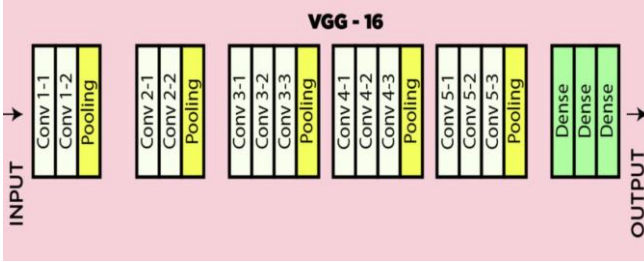 VGG - 16
INPUT
Conv 1-1
Conv 1-2
Pooling
Conv 2-1
Conv 2-2
Pooling
Conv 3-1
Conv 3-2
Conv 3-3
Pooling
Conv 4-1
Conv 4-2
Conv 4-3
Pooling
Conv 5-1
Conv 5-2
Conv 5-3
Pooling
Dense
Dense
Dense
OUTPUT